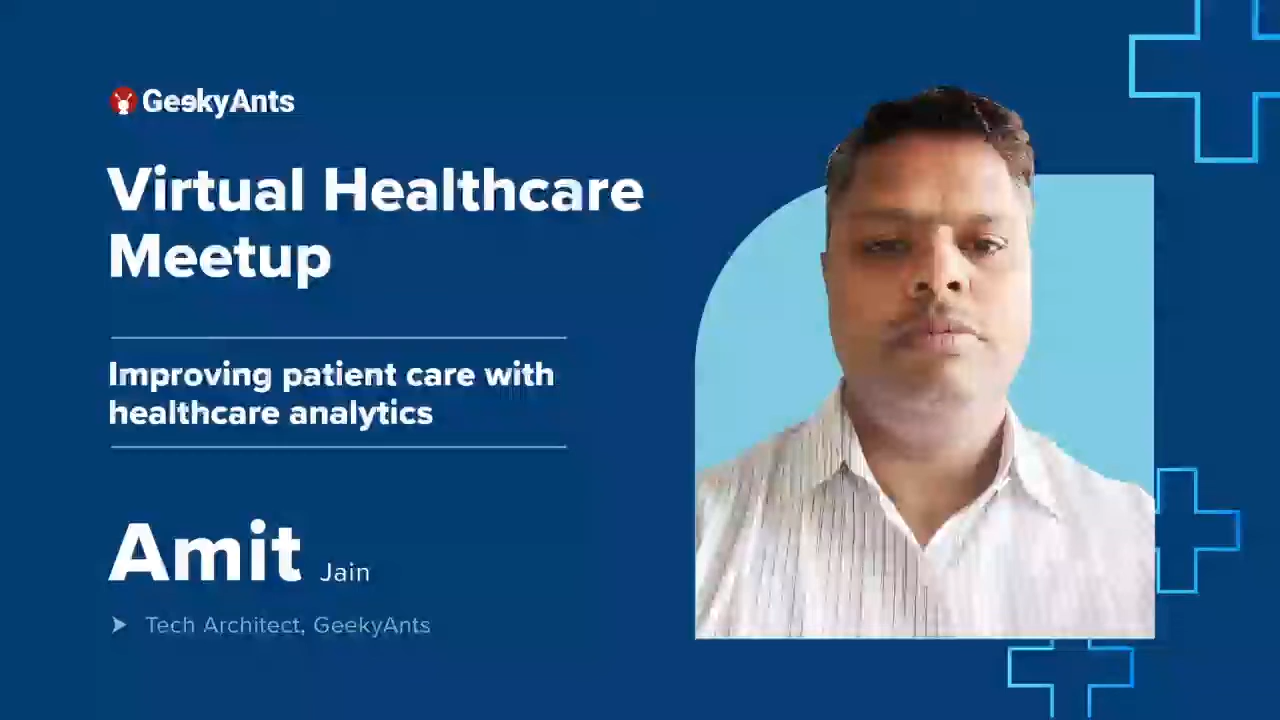 GeekyAnts
Virtual Healthcare
Meetup
Improving patient care with
healthcare analytics
Amit Jain
Tech Architect, GeekyAnts